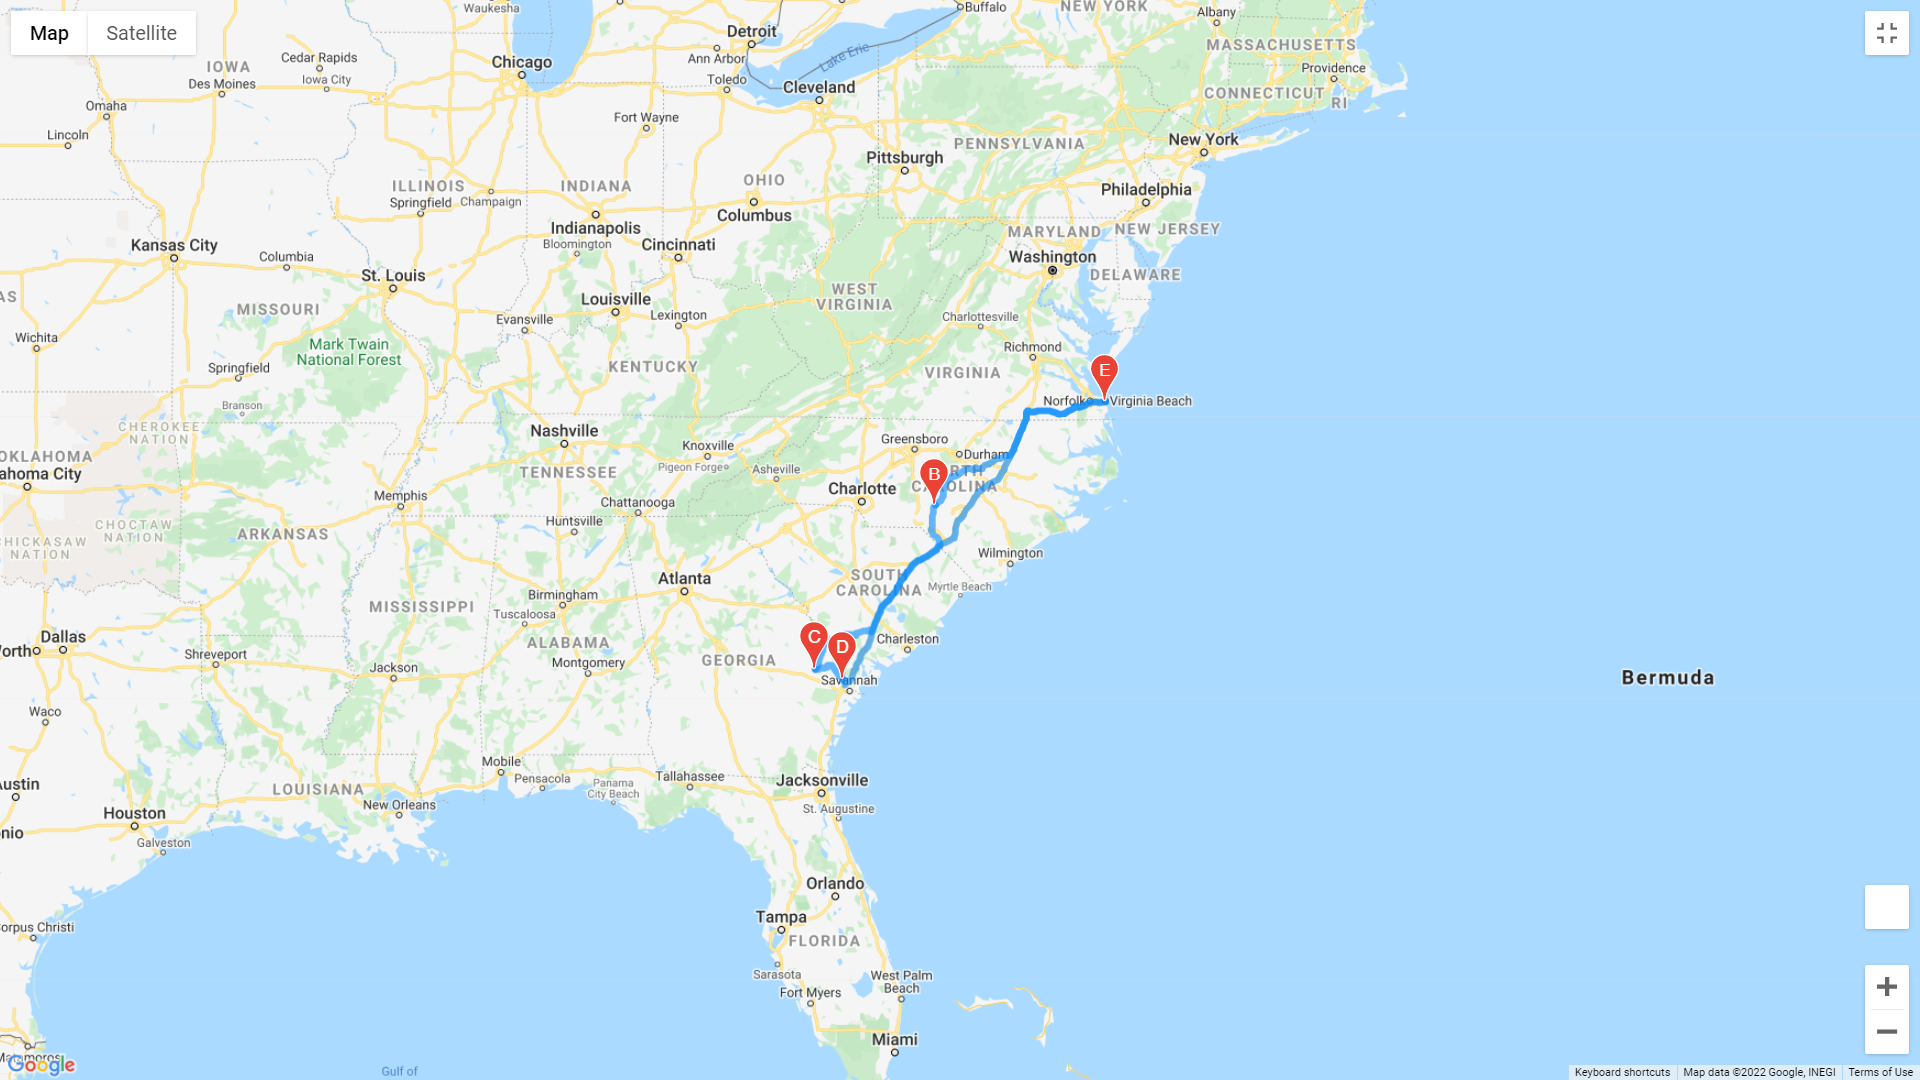 Map
Satellite
Waukesha
Buffalo
NEW YORK
Albany
Detroit
MASSACHUSETTS
Ann Arbor
Lake Erie
Cedar Rapids
Chicago
IOWA
Iowa City
Providence
Des Moines
Toledo
Cleveland
CONNECTICUT
RI
Omaha
Fort Wayne
Lincoln
New York
PENNSYLVANIA
Pittsburgh
ILLINOIS
INDIANA
OHIO
Philadelphia
Springfield
Champaign
Columbus
Indianapolis
MARYLAND
NEW JERSEY
Kansas City
Bloomington
Cincinnati
Columbia
Washington
St. Louis
DELAWARE
WEST
VIRGINIA
AS
MISSOURI
Louisville
Evansville
Lexington
Charlottesville
Wichita
Mark Twain
National Forest
Richmond
Springfield
KENTUCKY
VIRGINIA
E
Branson
Norfolk
Virginia Beach
CHEROKEE
NATION
Nashville
Greensboro
Knoxville
OKLAHOMA
Durham
Pigeon Forge
Asheville
TENNESSEE
B
NORTH
CAROLINA
ahoma City
Charlotte
Memphis
Chattanooga
CHOCTAW
NATION
Huntsville
ARKANSAS
CHICKASAW
NATION
Wilmington
Atlanta
SOUTH
CAROLINA
Myrtle Beach
Birmingham
MISSISSIPPI
Tuscaloosa
ALABAMA
C
D
Charleston
Dallas
orth
Shreveport
GEORGIA
Montgomery
Jackson
Savannah
Bermuda
Waco
Mobile
Tallahassee
Jacksonville
Pensacola
Panama
City Beach
Austin
LOUISIANA
New Orleans
St. Augustine
Houston
onio
Galveston
Orlando
Tampa
orpus Christi
FLORIDA
Sarasota
West Palm
Beach
Fort Myers
Miami
Matamoros
Google
Gulf of
Keyboard shortcuts
Map data ©2022 Google, INEGI
Terms of Use